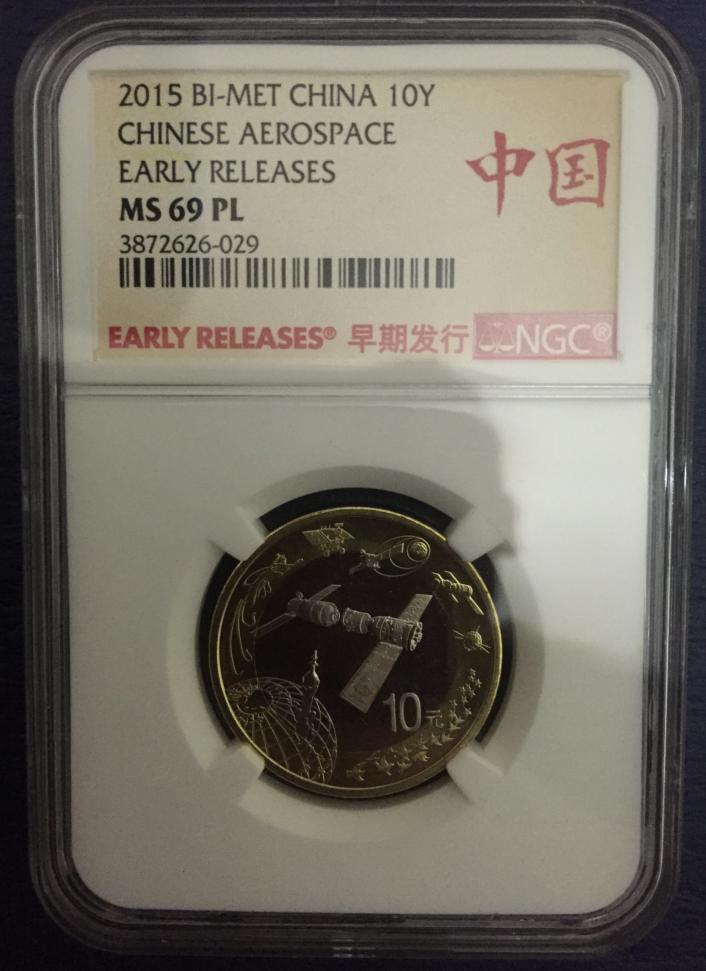 2015 BI-MET CHINA 10Y
CHINESE AEROSPACE
EARLY RELEASES
MS 69 PL
3872626-029
中国
EARLY RELEASES® 早期发行 NGC®
10元